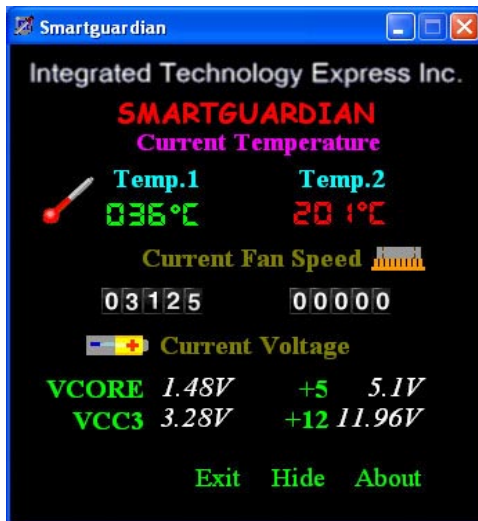 Smartguardian
Integrated Technology Express Inc.
SMARTGUARDIAN
Current Temperature
Temp.1 Temp.2
036°C 201°C
Current Fan Speed
03125 00000
Current Voltage
VCORE 1.48V +5 5.1V
VCC3 3.28V +12 11.96V
Exit Hide About